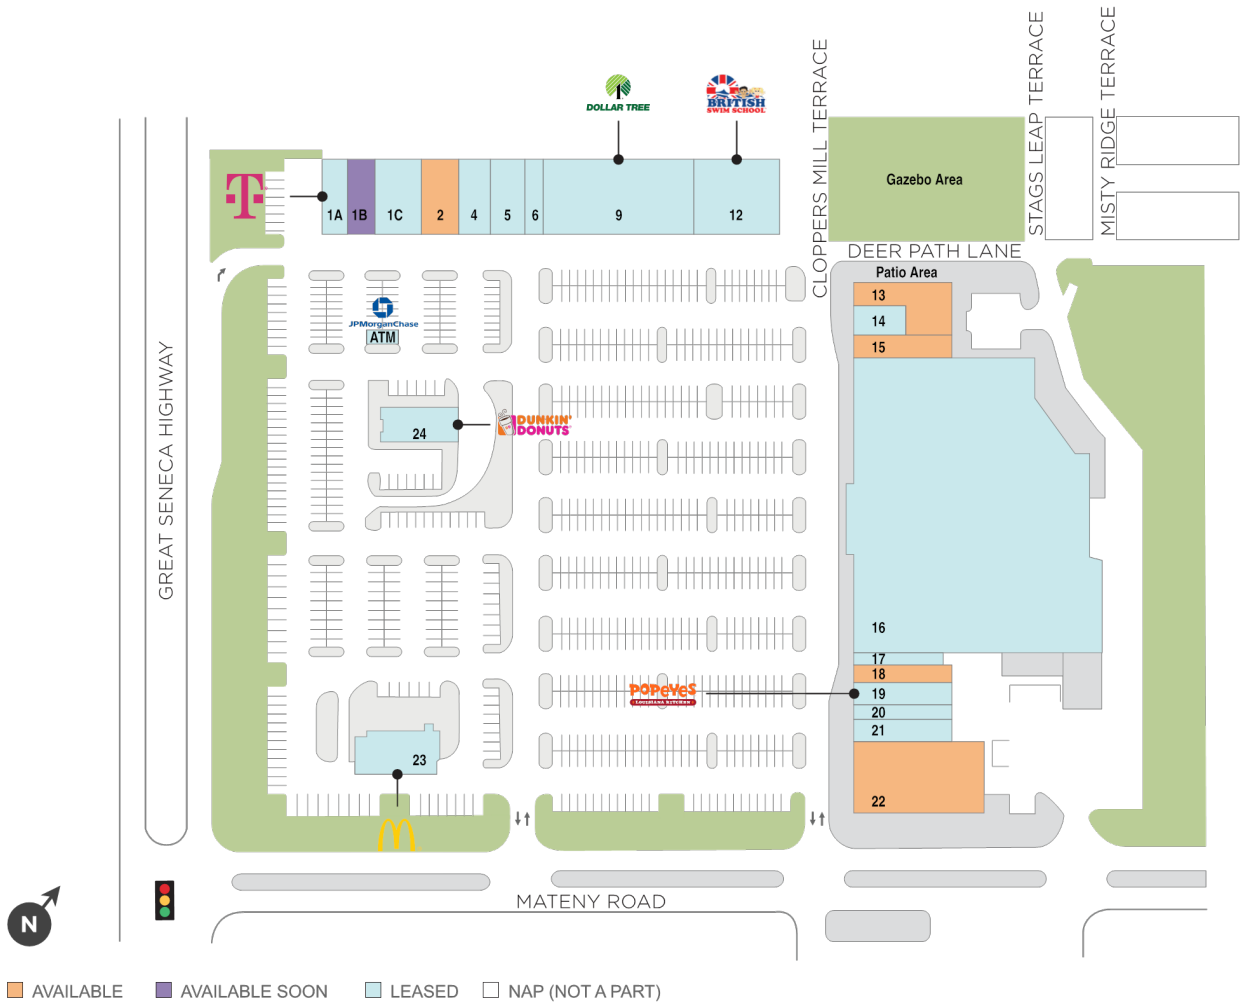 CLOPPERS MILL TERRACE
STAGS LEAP TERRACE
MISTY RIDGE TERRACE
DOLLAR TREE
BRITISH
SWIM SCHOOL
T
1A
1B
1C
2
4
5
6
9
12
Gazebo Area
DEER PATH LANE
Patio Area
13
14
15
JPMorganChase
ATM
GREAT SENECA HIGHWAY
24
DUNKIN'
DONUTS
16
17
18
19
20
21
22
POPEYES
LOUISIANA KITCHEN
23
MATENY ROAD
N
AVAILABLE
AVAILABLE SOON
LEASED
NAP (NOT A PART)